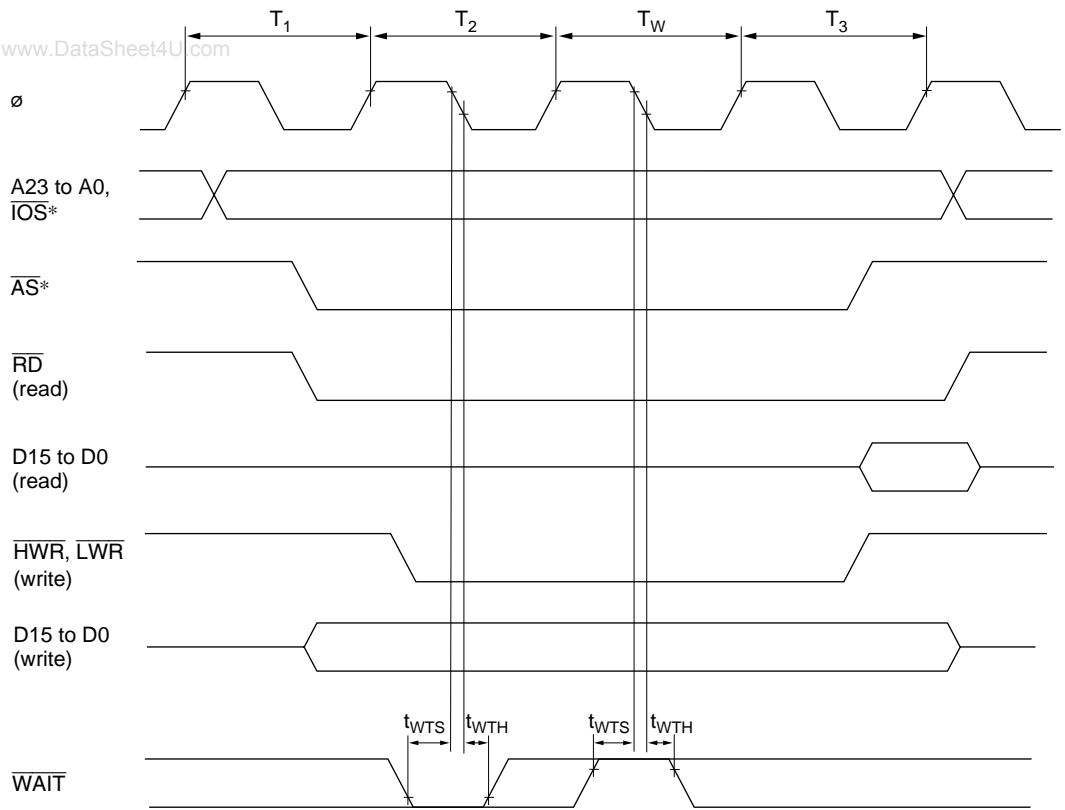 T1 T2 TW T3
www.DataSheet4U.com
ø
A23 to A0,
IOS*
AS*
RD
(read)
D15 to D0
(read)
HWR, LWR
(write)
D15 to D0
(write)
tWTS tWTH tWTS tWTH
WAIT